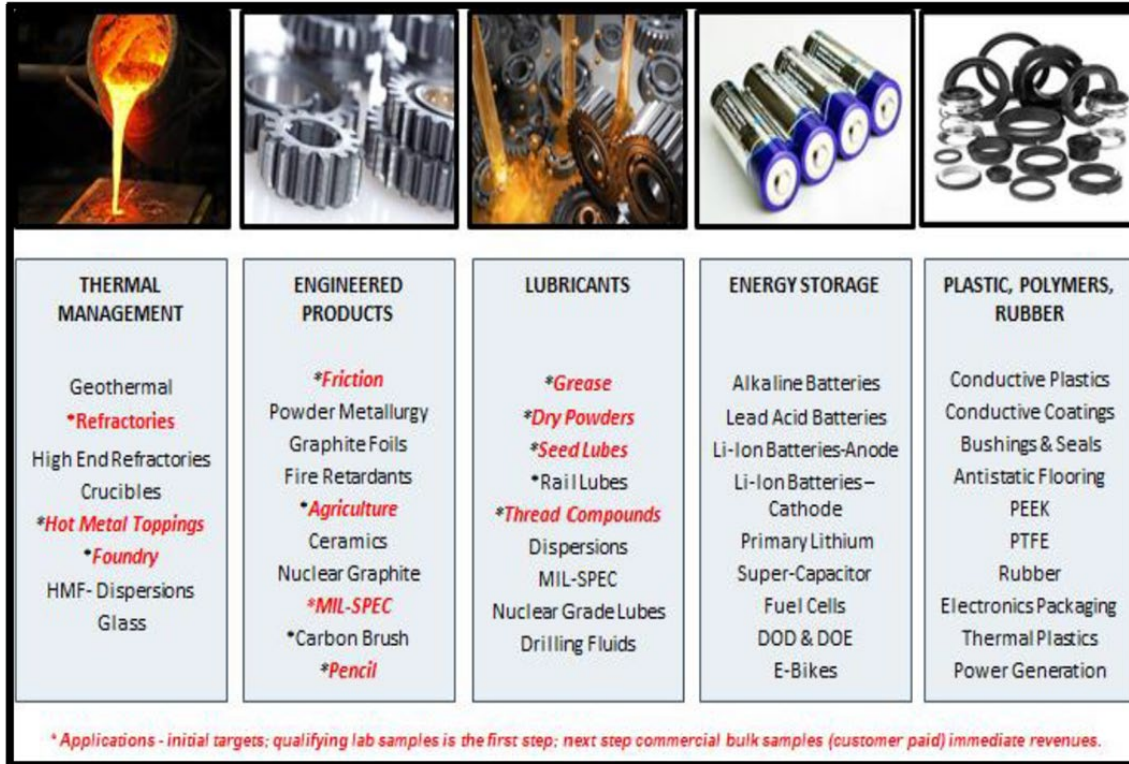 THERMAL
MANAGEMENT
Geothermal
*Refractories
High End Refractories
Crucibles
*Hot Metal Toppings
*Foundry
HMF- Dispersions
Glass
ENGINEERED
PRODUCTS
*Friction
Powder Metallurgy
Graphite Foils
Fire Retardants
*Agriculture
Ceramics
Nuclear Graphite
*MIL-SPEC
*Carbon Brush
*Pencil
LUBRICANTS
*Grease
*Dry Powders
*Seed Lubes
*Rail Lubes
*Thread Compounds
Dispersions
MIL-SPEC
Nuclear Grade Lubes
Drilling Fluids
ENERGY STORAGE
Alkaline Batteries
Lead Acid Batteries
Li-Ion Batteries-Anode
Li-Ion Batteries–
Cathode
Primary Lithium
Super-Capacitor
Fuel Cells
DOD & DOE
E-Bikes
PLASTIC, POLYMERS,
RUBBER
Conductive Plastics
Conductive Coatings
Bushings & Seals
Antistatic Flooring
PEEK
PTFE
Rubber
Electronics Packaging
Thermal Plastics
Power Generation
* Applications - initial targets; qualifying lab samples is the first step; next step commercial bulk samples (customer paid) immediate revenues.